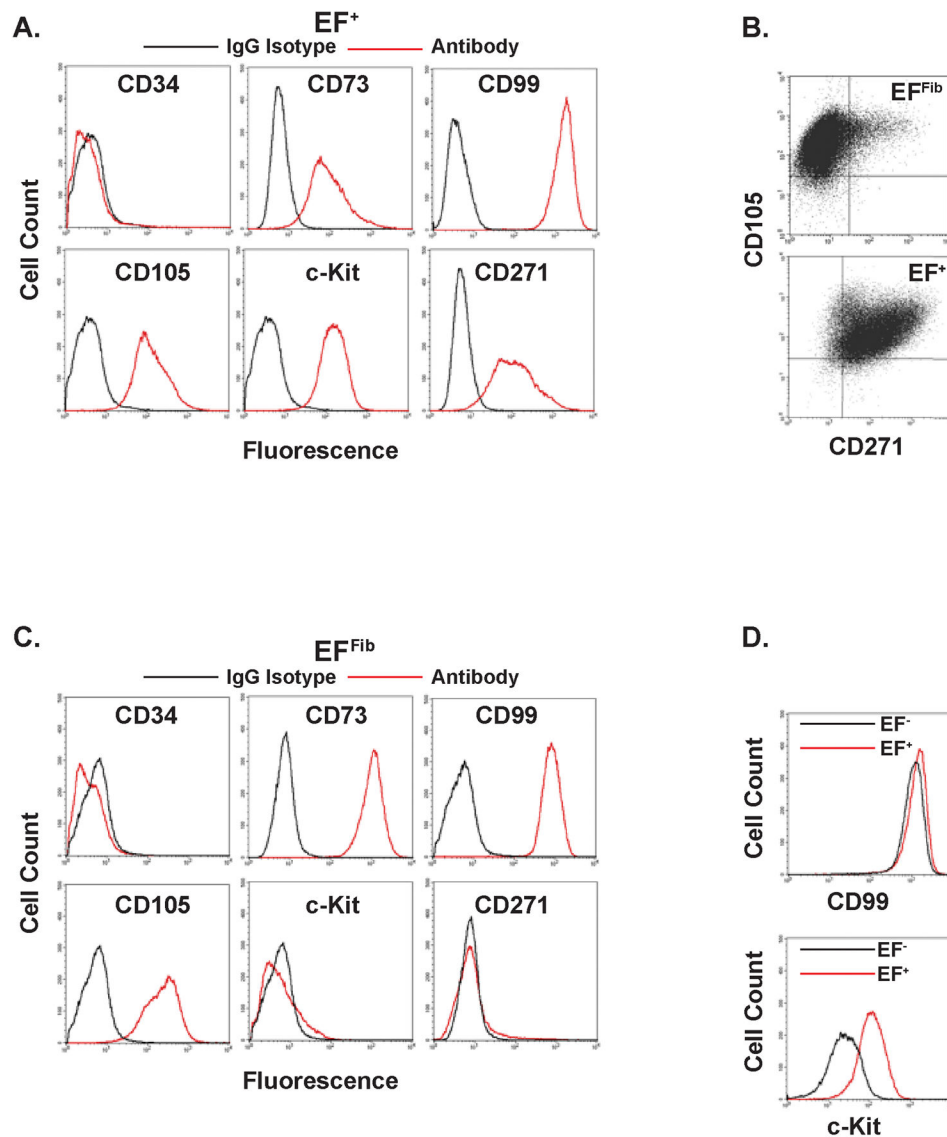 A.
EF+
IgG Isotype Antibody
CD34 CD73 CD99
CD105 c-Kit CD271
Cell Count
Fluorescence
B.
EFFib
EF+
CD105
CD271
C.
EFFib
IgG Isotype Antibody
CD34 CD73 CD99
CD105 c-Kit CD271
Cell Count
Fluorescence
D.
EF-
EF+
Cell Count
CD99
EF-
EF+
Cell Count
c-Kit